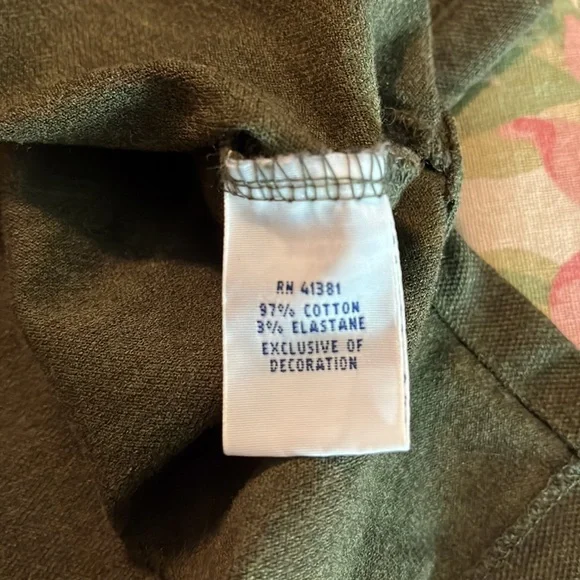 RN 41381
97% COTTON
3% ELASTANE
EXCLUSIVE OF
DECORATION